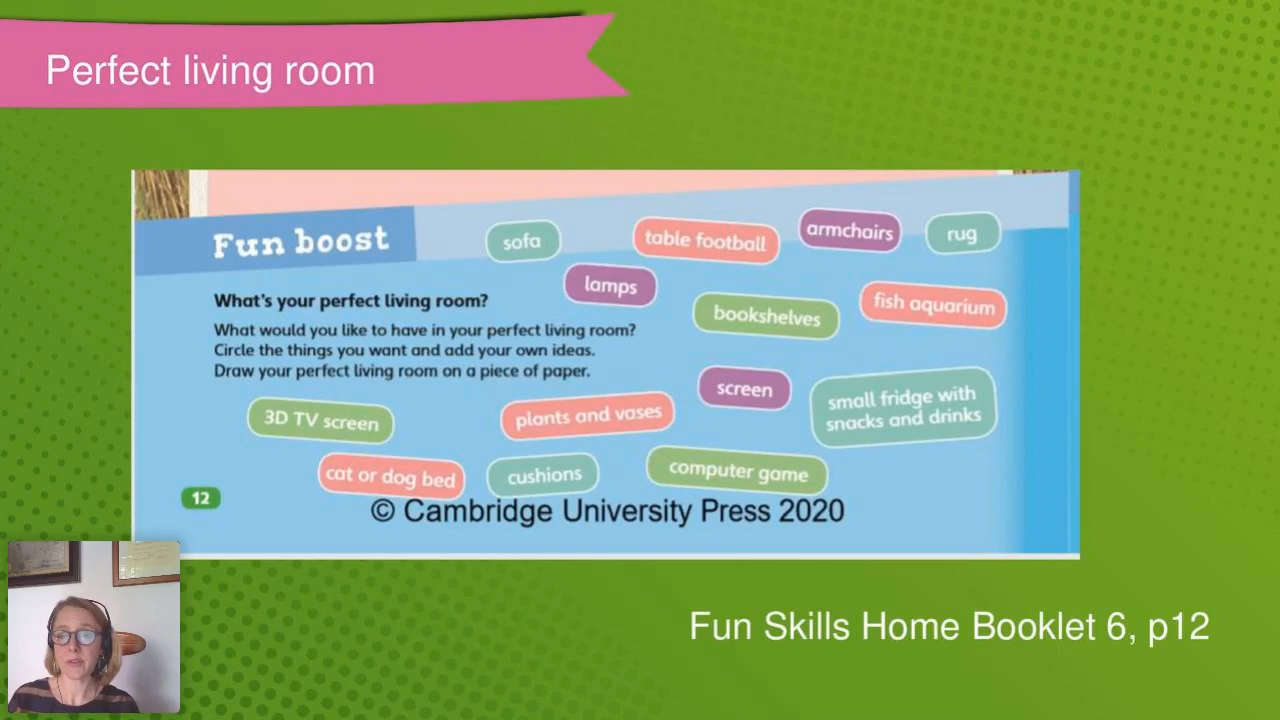 Perfect living room
Fun boost
sofa
table football
armchairs
rug
lamps
bookshelves
fish aquarium
What's your perfect living room?
What would you like to have in your perfect living room?
Circle the things you want and add your own ideas.
Draw your perfect living room on a piece of paper.
screen
small fridge with
snacks and drinks
3D TV screen
plants and vases
cat or dog bed
cushions
computer game
12
© Cambridge University Press 2020
Fun Skills Home Booklet 6, p12